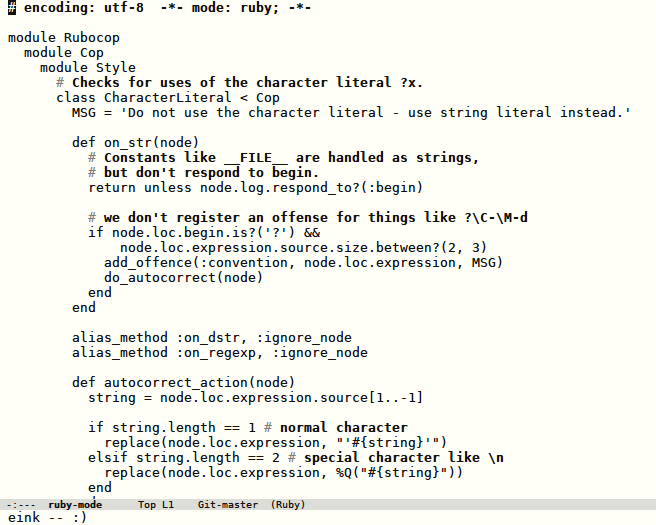 # encoding: utf-8  -*- mode: ruby; -*-

module Rubocop
  module Cop
    module Style
      # Checks for uses of the character literal ?x.
      class CharacterLiteral < Cop
        MSG = 'Do not use the character literal - use string literal instead.'

        def on_str(node)
          # Constants like __FILE__ are handled as strings,
          # but don't respond to begin.
          return unless node.log.respond_to?(:begin)

          # we don't register an offense for things like ?\C-\M-d
          if node.loc.begin.is?('?') &&
              node.loc.expression.source.size.between?(2, 3)
            add_offence(:convention, node.loc.expression, MSG)
            do_autocorrect(node)
          end
        end

        alias_method :on_dstr, :ignore_node
        alias_method :on_regexp, :ignore_node

        def autocorrect_action(node)
          string = node.loc.expression.source[1..-1]

          if string.length == 1 # normal character
            replace(node.loc.expression, "'#{string}'")
          elsif string.length == 2 # special character like \n
            replace(node.loc.expression, %Q("#{string}"))
          end
-:---  ruby-mode      Top L1    Git-master  (Ruby)
eink -- :)